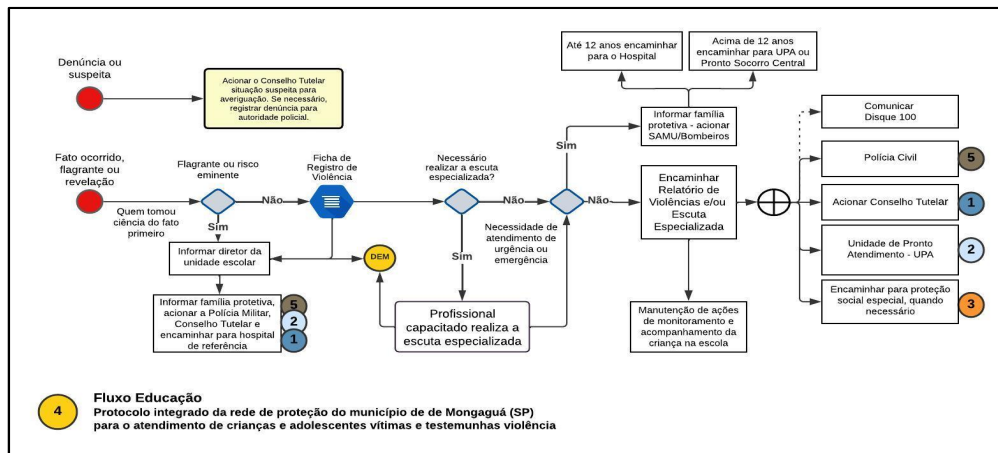 Denúncia ou
suspeita
Acionar o Conselho Tutelar
situação suspeita para
averiguação. Se necessário,
registrar denúncia para
autoridade policial.
Até 12 anos encaminhar
para o Hospital
Acima de 12 anos
encaminhar para UPA ou
Pronto Socorro Central
Informar família
protetiva - acionar
SAMU/Bombeiros
Comunicar
Disque 100
Fato ocorrido,
flagrante ou
revelação
Flagrante ou risco
eminente
Ficha de
Registro de
Violência
Necessário
realizar a escuta
especializada?
Sim
Polícia Civil
5
Quem tomou
ciência do fato
primeiro
Não
Não
Não
Encaminhar
Relatório de
Violências e/ou
Escuta
Especializada
Acionar Conselho Tutelar
1
Sim
Sim
Necessidade de
atendimento de
urgência ou
emergência
Informar diretor da
unidade escolar
DEM
Unidade de Pronto
Atendimento - UPA
2
Informar família protetiva,
acionar a Polícia Militar,
Conselho Tutelar e
encaminhar para hospital
de referência
5
2
1
Profissional
capacitado realiza a
escuta especializada
Manutenção de ações
de monitoramento e
acompanhamento da
criança na escola
Encaminhar para proteção
social especial, quando
necessário
3
4
Fluxo Educação
Protocolo integrado da rede de proteção do município de de Mongaguá (SP)
para o atendimento de crianças e adolescentes vítimas e testemunhas violência